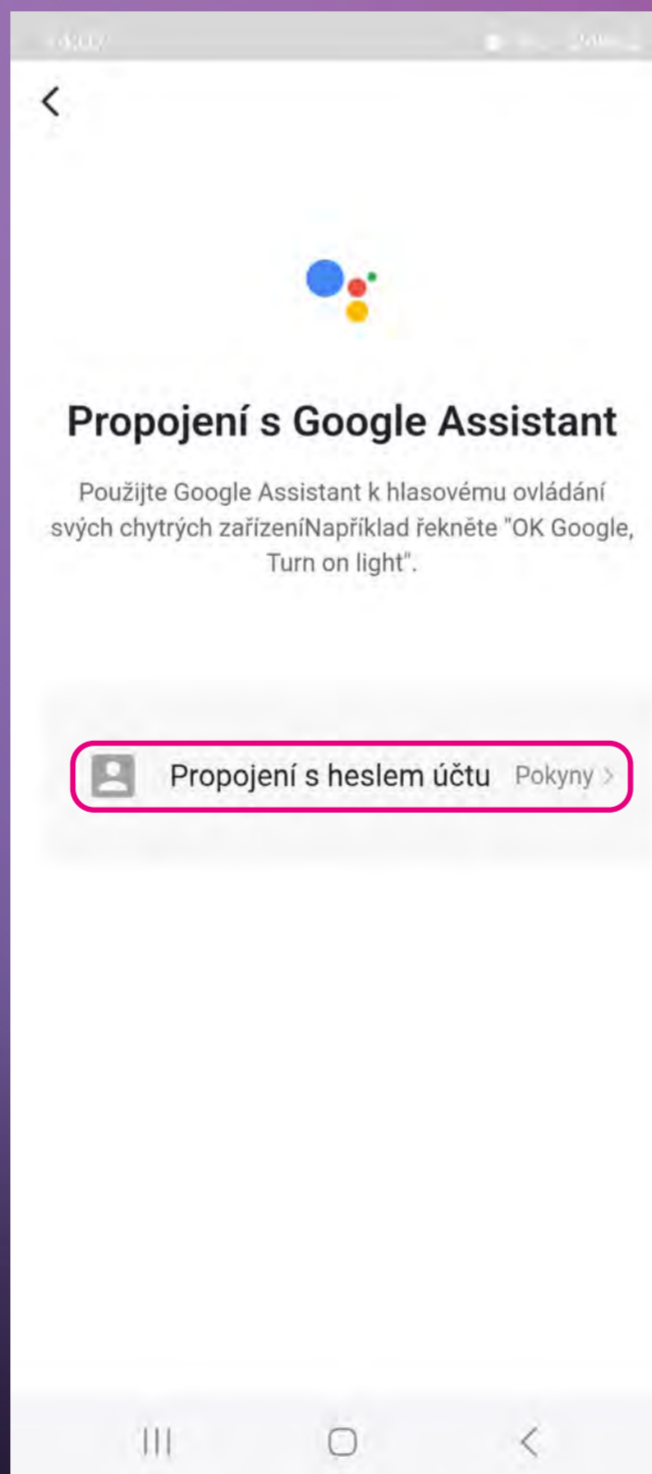 Propojení s Google Assistant
Použijte Google Assistant k hlasovému ovládání
svých chytrých zařízeníNapříklad řekněte "OK Google,
Turn on light".
Propojení s heslem účtu Pokyny >